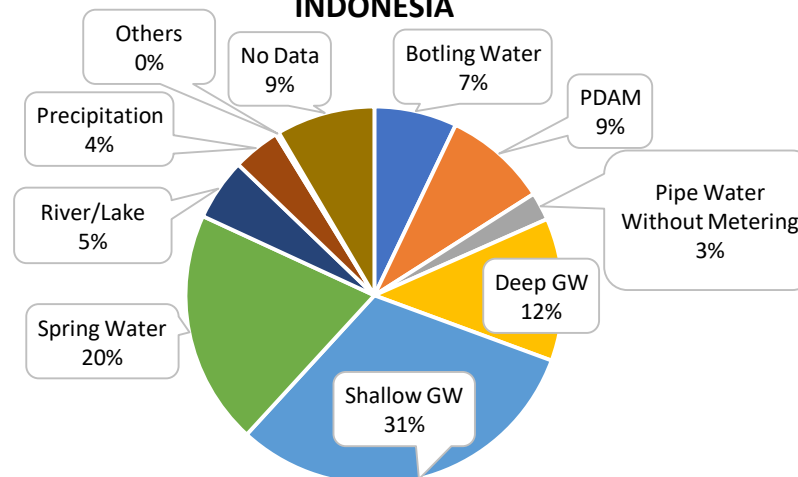 INDONESIA
Others
0%
No Data
9%
Botling Water
7%
PDAM
9%
Precipitation
4%
Pipe Water
Without Metering
3%
River/Lake
5%
Deep GW
12%
Spring Water
20%
Shallow GW
31%